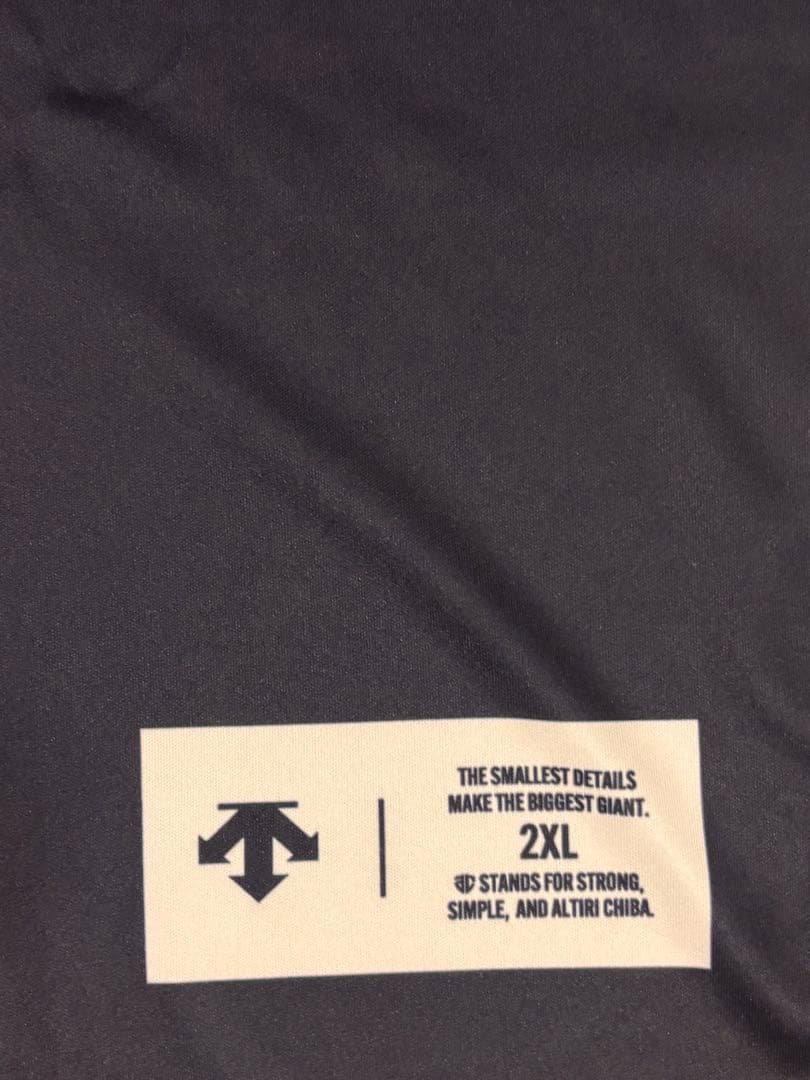 THE SMALLEST DETAILS
MAKE THE BIGGEST GIANT.
2XL
STANDS FOR STRONG,
SIMPLE, AND ALTIRI CHIBA.